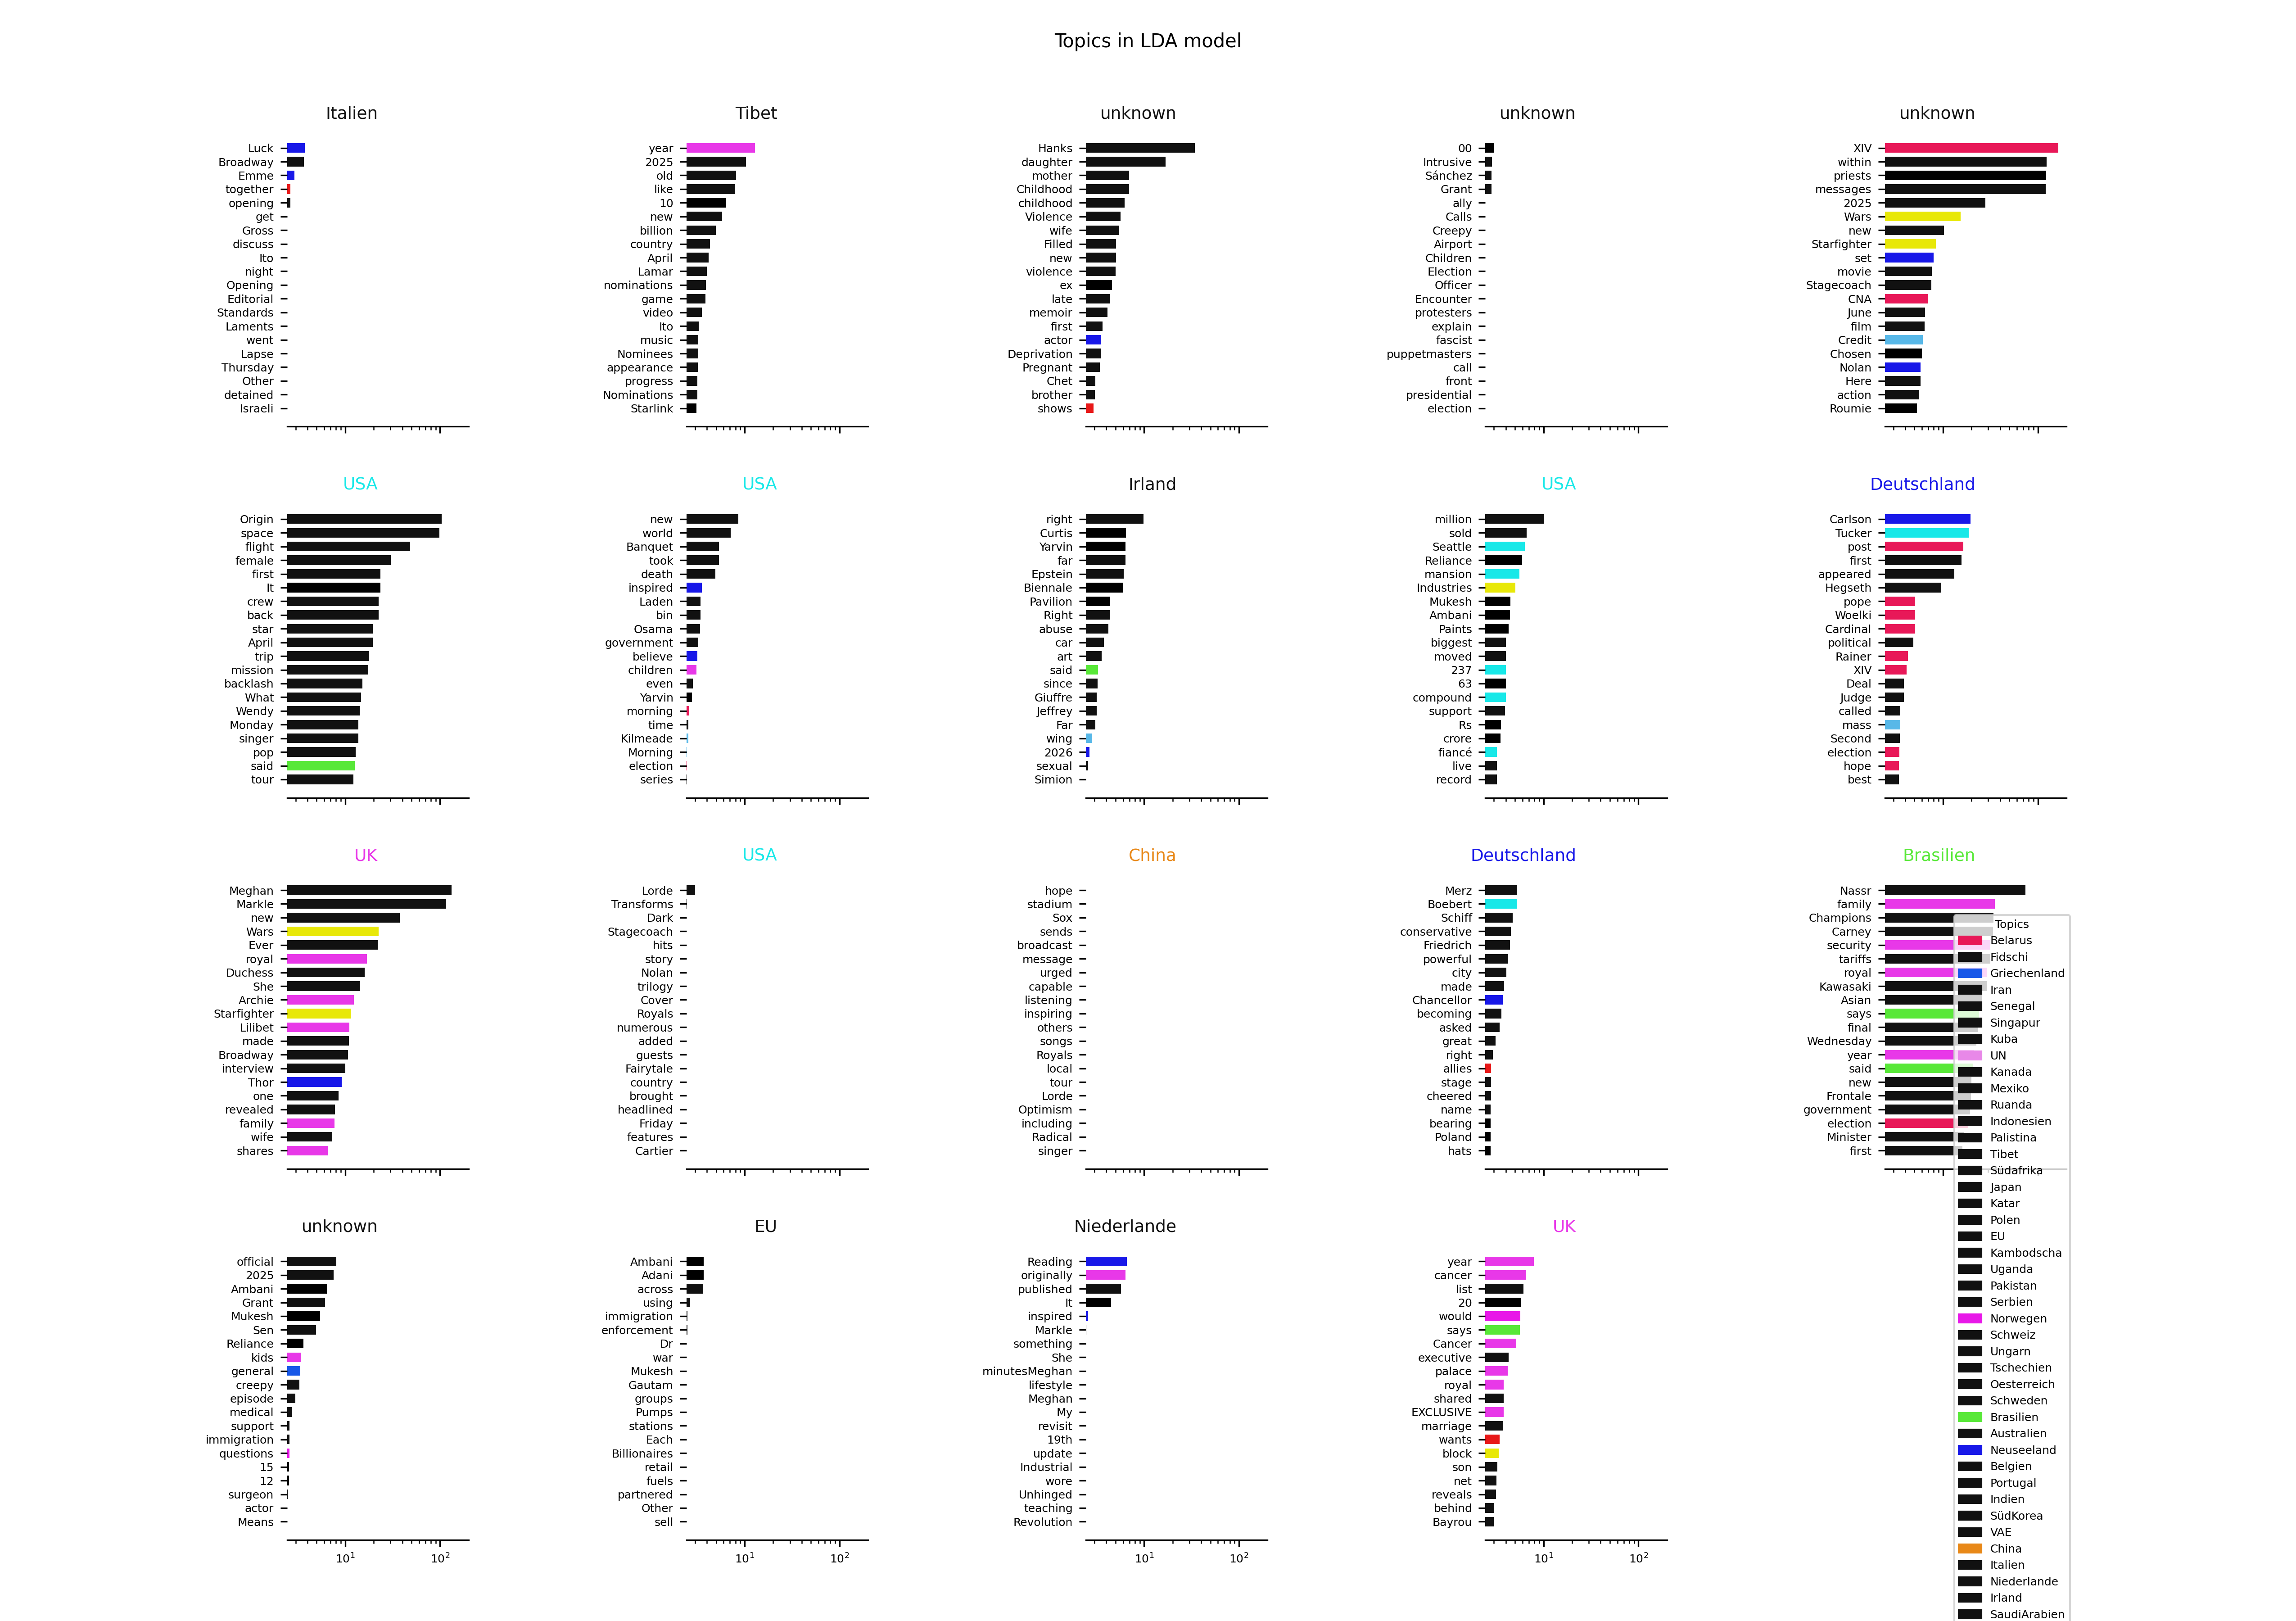 Topics in LDA model
Italien
Luck
Broadway
Emme
together
opening
get
Gross
discuss
Ito
night
Opening
Editorial
Standards
Laments
went
Lapse
Thursday
Other
detained
Israeli
Tibet
year
2025
old
like
10
new
billion
country
April
Lamar
nominations
game
video
Ito
music
Nominees
appearance
progress
Nominations
Starlink
unknown
Hanks
daughter
mother
Childhood
childhood
Violence
wife
Filled
new
violence
ex
late
memoir
first
actor
Deprivation
Pregnant
Chet
brother
shows
unknown
00
Intrusive
Sánchez
Grant
ally
Calls
Creepy
Airport
Children
Election
Officer
Encounter
protesters
explain
fascist
puppetmasters
call
front
presidential
election
unknown
XIV
within
priests
messages
2025
Wars
new
Starfighter
set
movie
Stagecoach
CNA
June
film
Credit
Chosen
Nolan
Here
action
Roumie
USA
Origin
space
flight
female
first
It
crew
back
star
April
trip
mission
backlash
What
Wendy
Monday
singer
pop
said
tour
USA
new
world
Banquet
took
death
inspired
Laden
bin
Osama
government
believe
children
even
Yarvin
morning
time
Kilmeade
Morning
election
series
Irland
right
Curtis
Yarvin
far
Epstein
Biennale
Pavilion
Right
abuse
car
art
said
since
Giuffre
Jeffrey
Far
wing
2026
sexual
Simion
USA
million
sold
Seattle
Reliance
mansion
Industries
Mukesh
Ambani
Paints
biggest
moved
237
63
compound
support
Rs
crore
fiancé
live
record
Deutschland
Carlson
Tucker
post
first
appeared
Hegseth
pope
Woelki
Cardinal
political
Rainer
XIV
Deal
Judge
called
mass
Second
election
hope
best
UK
Meghan
Markle
new
Wars
Ever
royal
Duchess
She
Archie
Starfighter
Lilibet
made
Broadway
interview
Thor
one
revealed
family
wife
shares
USA
Lorde
Transforms
Dark
Stagecoach
hits
story
Nolan
trilogy
Cover
Royals
numerous
added
guests
Fairytale
country
brought
headlined
Friday
features
Cartier
China
hope
stadium
Sox
sends
broadcast
message
urged
capable
listening
inspiring
others
songs
Royals
local
tour
Lorde
Optimism
including
Radical
singer
Deutschland
Merz
Boebert
Schiff
conservative
Friedrich
powerful
city
made
Chancellor
becoming
asked
great
right
allies
stage
cheered
name
bearing
Poland
hats
Brasilien
Nassr
family
Champions
Carney
security
tariffs
royal
Kawasaki
Asian
says
final
Wednesday
year
said
new
Frontale
government
election
Minister
first
unknown
official
2025
Ambani
Grant
Mukesh
Sen
Reliance
kids
general
creepy
episode
medical
support
immigration
questions
15
12
surgeon
actor
Means
10¹ 10²
EU
Ambani
Adani
across
using
immigration
enforcement
Dr
war
Mukesh
Gautam
groups
Pumps
stations
Each
Billionaires
retail
fuels
partnered
Other
sell
10¹ 10²
Niederlande
Reading
originally
published
It
inspired
Markle
something
She
minutesMeghan
lifestyle
Meghan
My
revisit
19th
update
Industrial
wore
Unhinged
teaching
Revolution
10¹ 10²
UK
year
cancer
list
20
would
says
Cancer
executive
palace
royal
shared
EXCLUSIVE
marriage
wants
block
son
net
reveals
behind
Bayrou
10¹ 10²
Topics
Belarus
Fidschi
Griechenland
Iran
Senegal
Singapur
Kuba
UN
Kanada
Mexiko
Ruanda
Indonesien
Palistina
Tibet
Südafrika
Japan
Katar
Polen
EU
Kambodscha
Uganda
Pakistan
Serbien
Norwegen
Schweiz
Ungarn
Tschechien
Oesterreich
Schweden
Brasilien
Australien
Neuseeland
Belgien
Portugal
Indien
SüdKorea
VAE
China
Italien
Niederlande
Irland
SaudiArabien